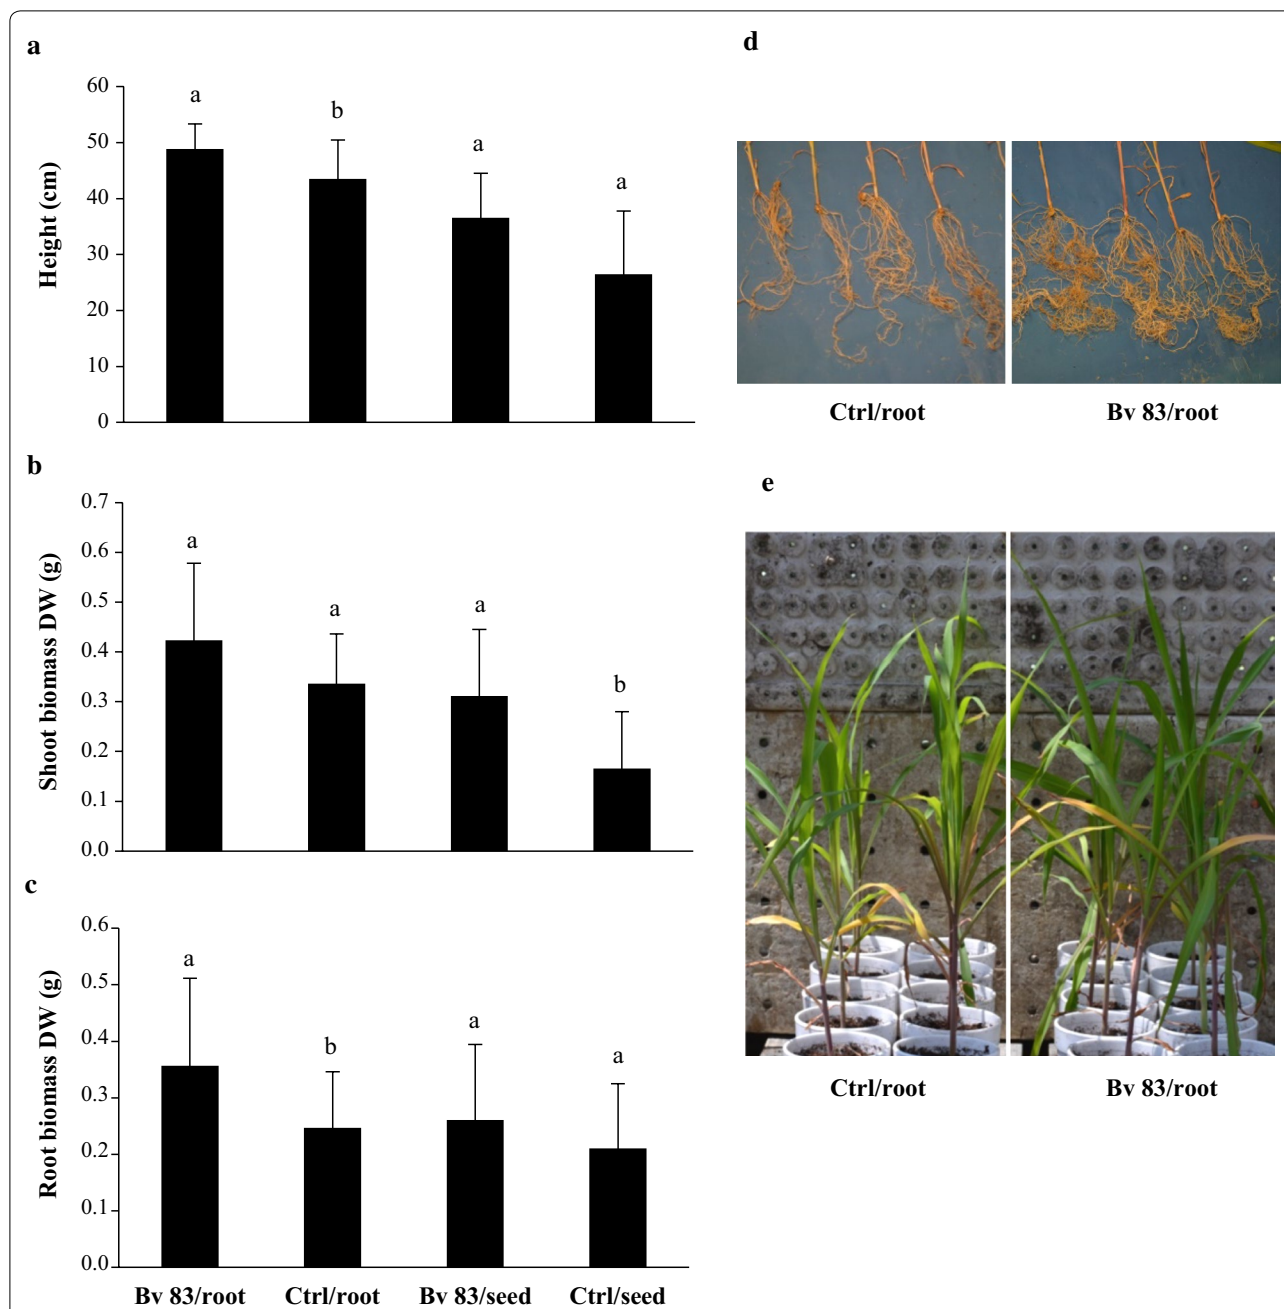 a
Height (cm)
60
50
40
30
20
10
0
a
b
a
a
b
Shoot biomass DW (g)
0.7
0.6
0.5
0.4
0.3
0.2
0.1
0.0
a
a
a
b
c
Root biomass DW (g)
0.6
0.5
0.4
0.3
0.2
0.1
0.0
a
b
a
a
Bv 83/root Ctrl/root Bv 83/seed Ctrl/seed
d
Ctrl/root Bv 83/root
e
Ctrl/root Bv 83/root